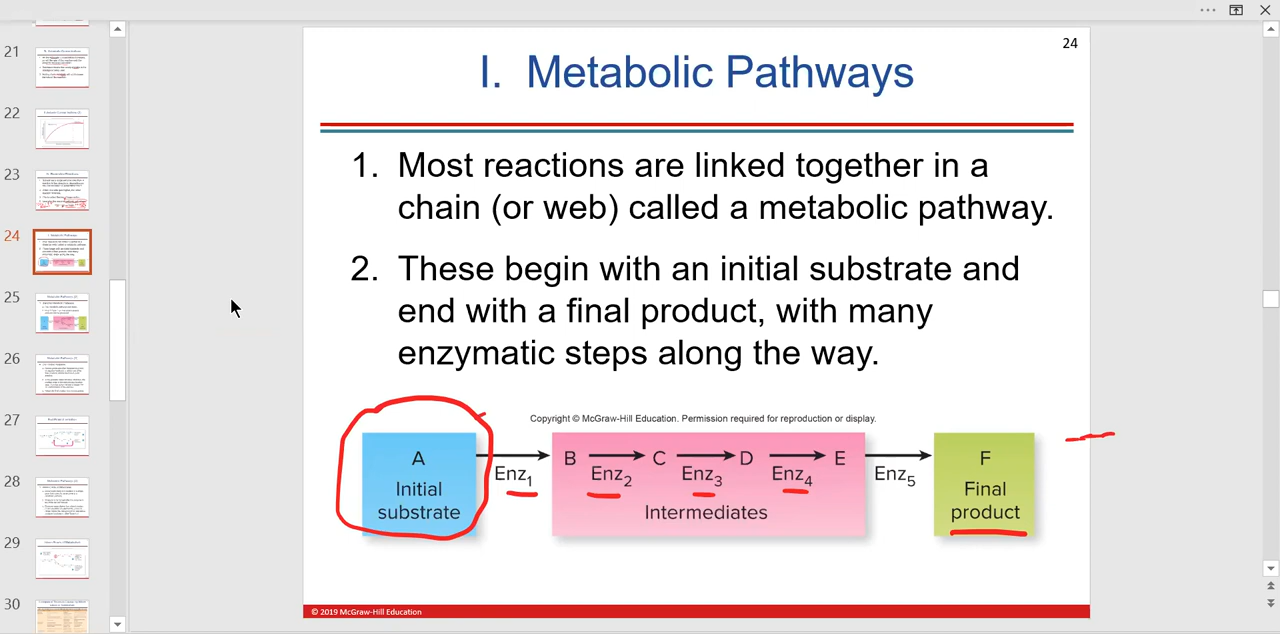 24
I. Metabolic Pathways
1. Most reactions are linked together in a
chain (or web) called a metabolic pathway.
2. These begin with an initial substrate and
end with a final product, with many
enzymatic steps along the way.
Copyright © McGraw-Hill Education. Permission required for reproduction or display.
A
Initial
substrate
Enz1
B
Enz2
C
Enz3
D
Enz4
E
Intermediates
Enz5
F
Final
product
© 2019 McGraw-Hill Education
21
22
23
24
25
26
27
28
29
30